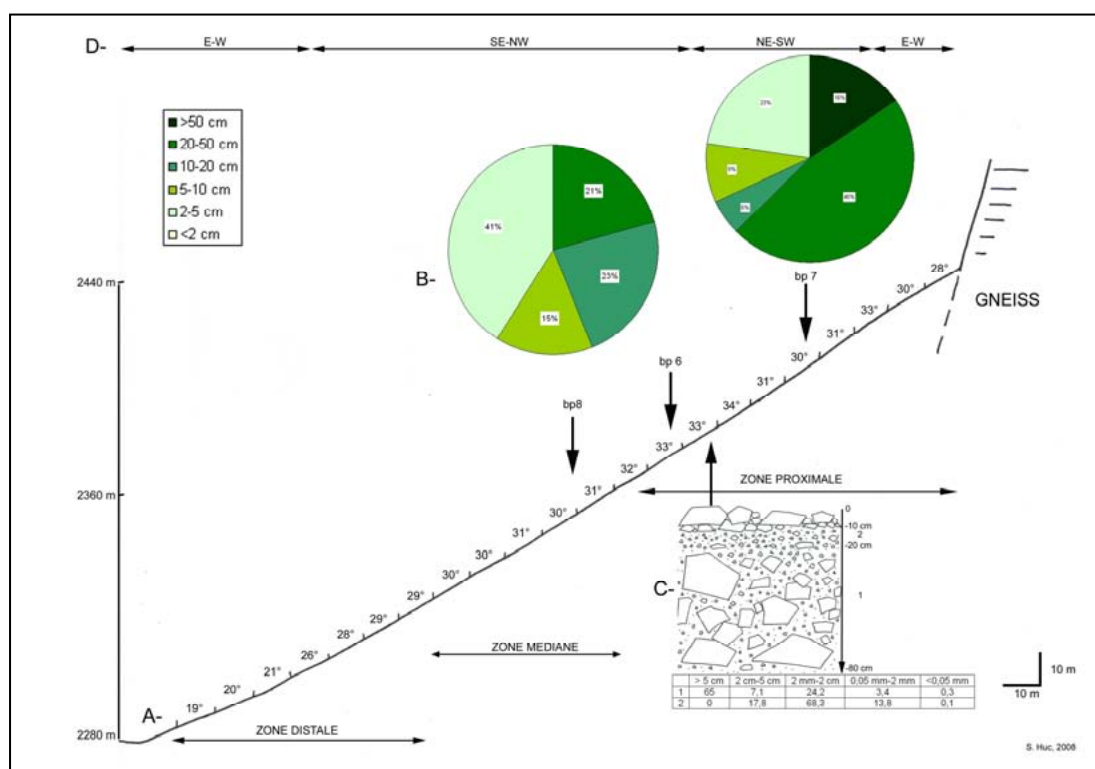 D-
E-W
SE-NW
NE-SW
E-W
>50 cm
20-50 cm
10-20 cm
5-10 cm
2-5 cm
<2 cm
23%
9%
21%
41%
23%
15%
B-
bp 7
2440 m
28°
30°
GNEISS
33°
31°
30°
31°
34°
33°
bp 6
33°
bp8
32°
31°
30°
31°
30°
30°
29°
29°
28°
26°
21°
20°
19°
2360 m
ZONE PROXIMALE
0
-10 cm
2
-20 cm
C-
1
-80 cm
ZONE MEDIANE
> 5 cm 2 cm-5 cm 2 mm-2 cm 0,05 mm-2 mm <0,05 mm
1 65 7,1 24,2 3,4 0,3
2 0 17,8 68,3 13,8 0,1
10 m
10 m
A-
ZONE DISTALE
2280 m
S. Huc, 2008